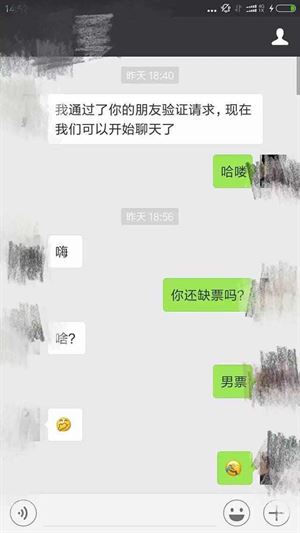 14:52
昨天 18:40
我通过了你的朋友验证请求，现在
我们可以开始聊天了
哈喽
昨天 18:56
嗨
你还缺票吗?
啥?
男票